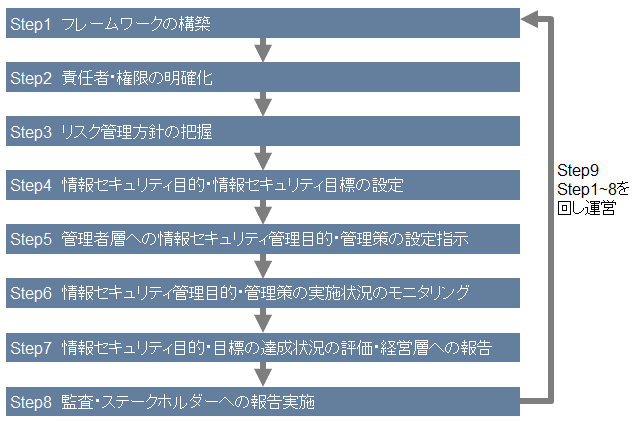 Step1 フレームワークの構築
Step2 責任者・権限の明確化
Step3 リスク管理方針の把握
Step4 情報セキュリティ目的・情報セキュリティ目標の設定
Step5 管理者層への情報セキュリティ管理目的・管理策の設定指示
Step6 情報セキュリティ管理目的・管理策の実施状況のモニタリング
Step7 情報セキュリティ目的・目標の達成状況の評価・経営層への報告
Step8 監査・ステークホルダーへの報告実施
Step9
Step1~8を
回し運営